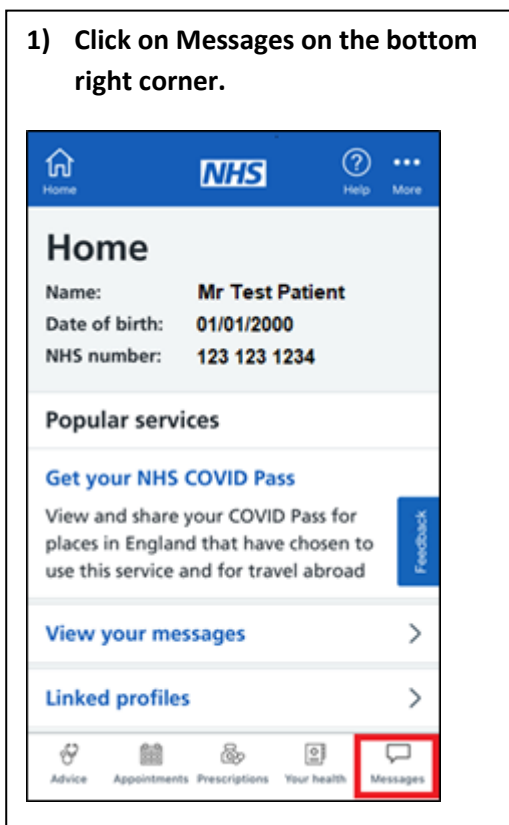 1) Click on Messages on the bottom
right corner.
Home
NHS
Help
More
Home
Name: Mr Test Patient
Date of birth: 01/01/2000
NHS number: 123 123 1234
Popular services
Get your NHS COVID Pass
View and share your COVID Pass for
places in England that have chosen to
use this service and for travel abroad
Feedback
View your messages
Linked profiles
Advice
Appointments
Prescriptions
Your health
Messages